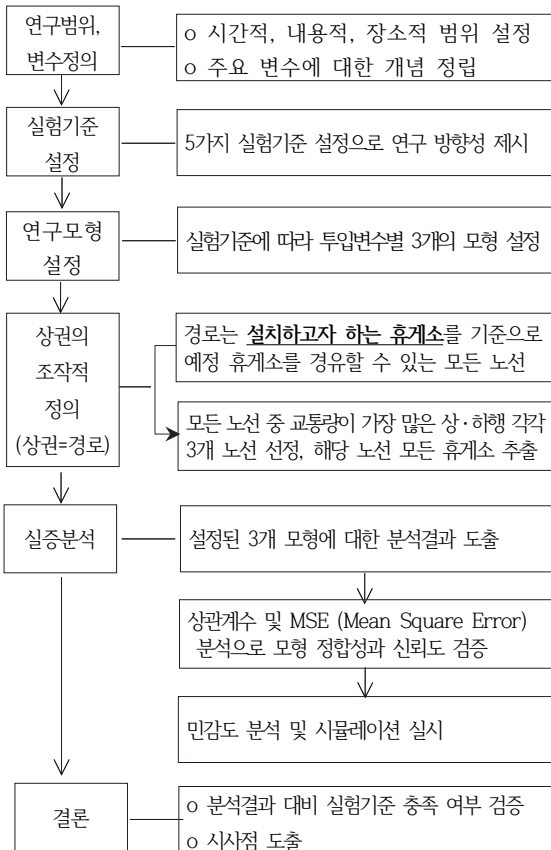 연구범위,
변수정의
o 시간적, 내용적, 장소적 범위 설정
o 주요 변수에 대한 개념 정립
실험기준
설정
5가지 실험기준 설정으로 연구 방향성 제시
연구모형
설정
실험기준에 따라 투입변수별 3개의 모형 설정
상권의
조작적
정의
(상권=경로)
경로는 설치하고자 하는 휴게소를 기준으로
예정 휴게소를 경유할 수 있는 모든 노선
모든 노선 중 교통량이 가장 많은 상·하행 각각
3개 노선 선정, 해당 노선 모든 휴게소 추출
실증분석
설정된 3개 모형에 대한 분석결과 도출
상관계수 및 MSE (Mean Square Error)
분석으로 모형 정합성과 신뢰도 검증
민감도 분석 및 시뮬레이션 실시
결론
o 분석결과 대비 실험기준 충족 여부 검증
o 시사점 도출